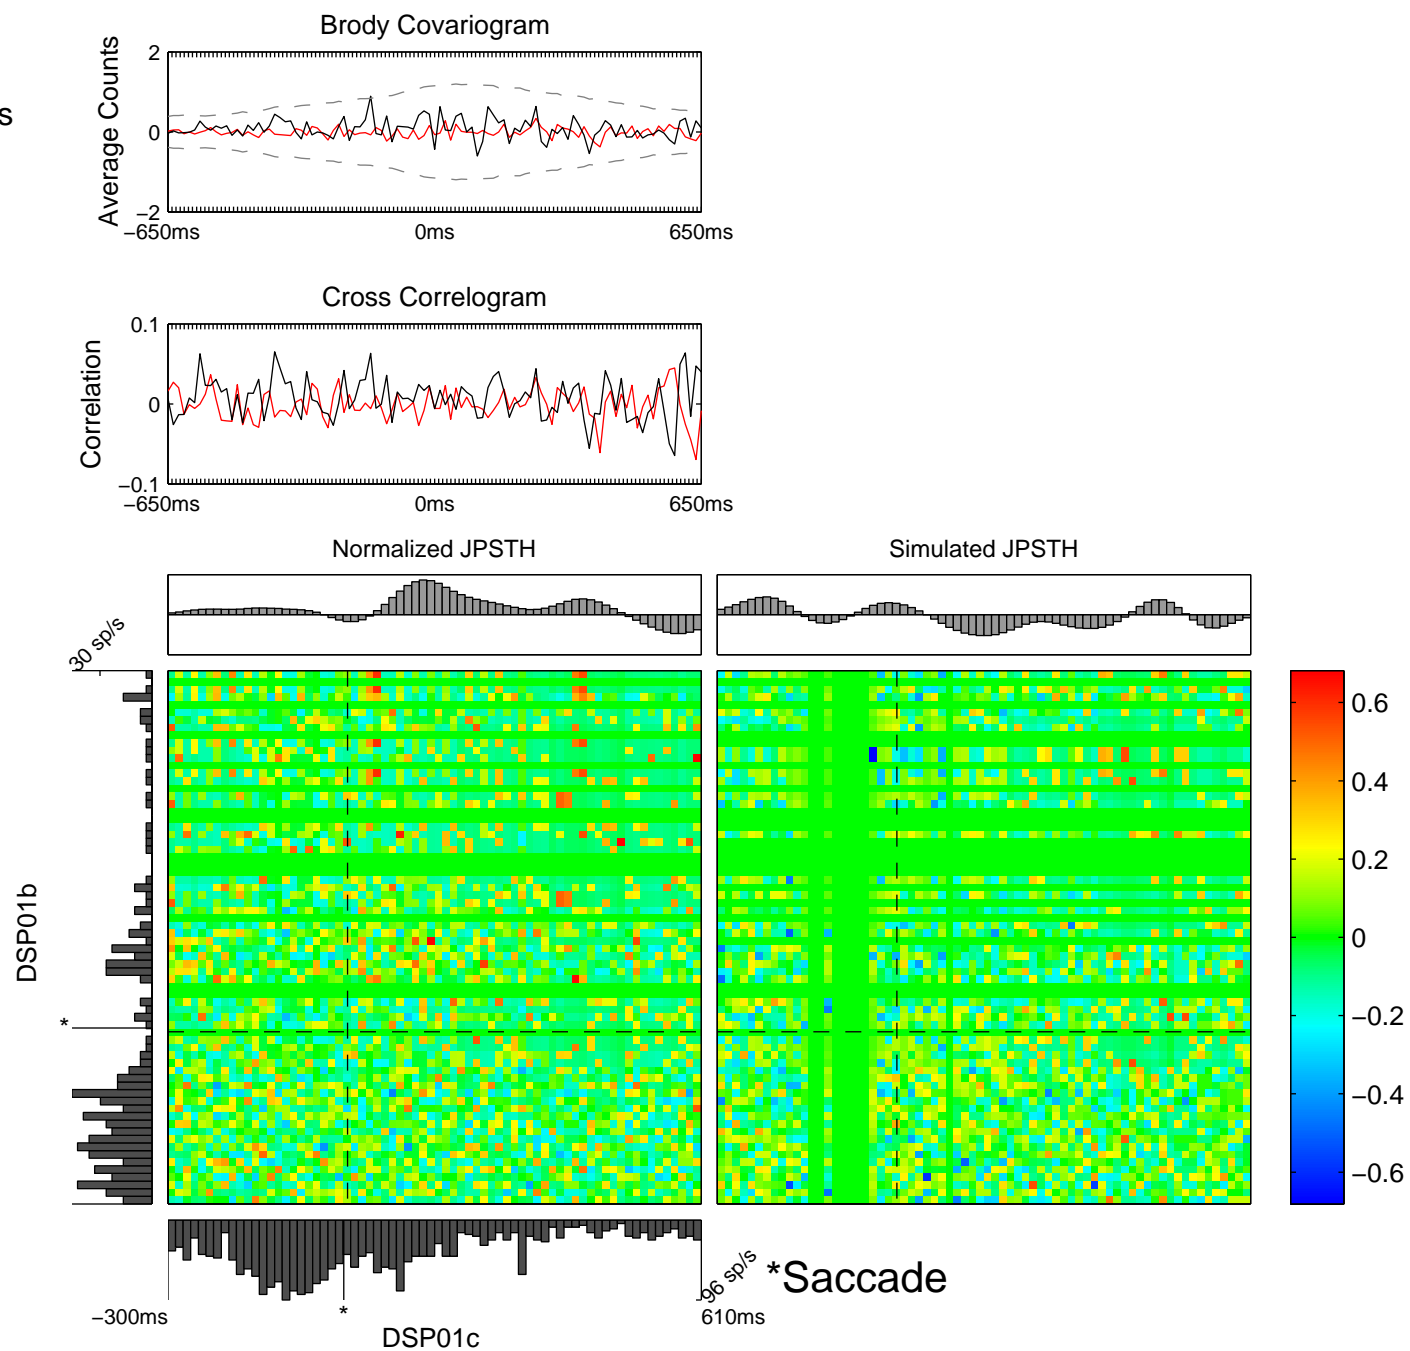 Brody Covariogram
s
Average Counts
2
0
−2
−650ms
0ms
650ms
Cross Correlogram
Correlation
0.1
0
−0.1
−650ms
0ms
650ms
Normalized JPSTH
Simulated JPSTH
30 sp/s
DSP01b
*
0.6
0.4
0.2
0
−0.2
−0.4
−0.6
96 sp/s
*Saccade
*
−300ms
610ms
DSP01c